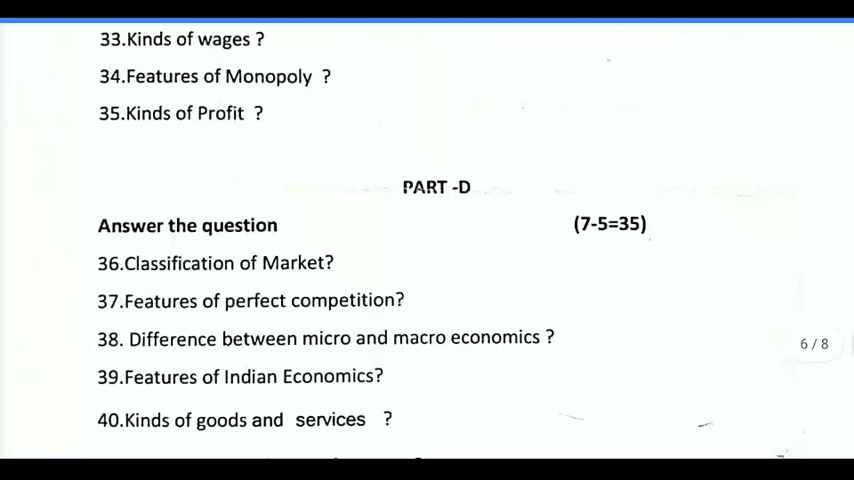 33.Kinds of wages ?
34.Features of Monopoly ?
35.Kinds of Profit ?
PART -D
Answer the question (7-5=35)
36.Classification of Market?
37.Features of perfect competition?
38. Difference between micro and macro economics ?
39.Features of Indian Economics?
40.Kinds of goods and services ?
6 / 8